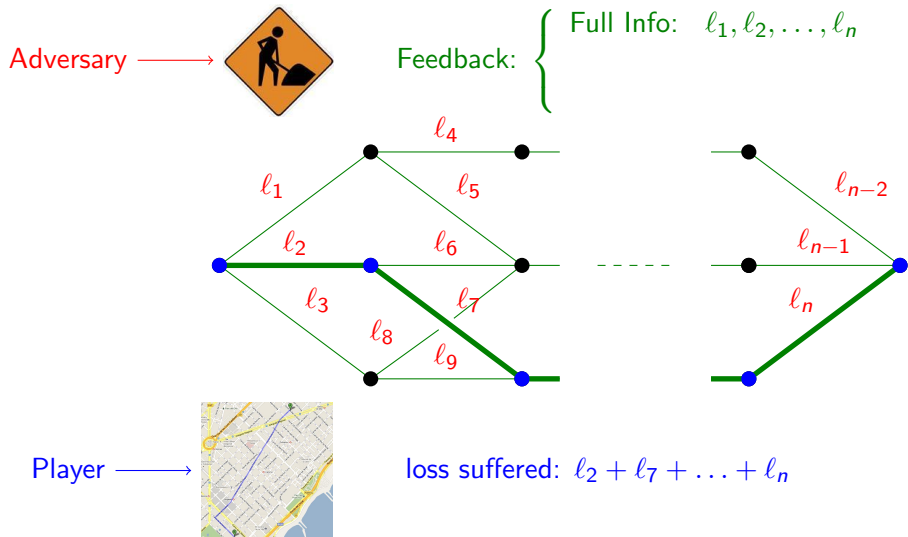 Full Info: ℓ₁, ℓ₂, . . . , ℓₙ
Adversary
Feedback:
ℓ₄
ℓ₁
ℓ₅
ℓₙ₋₂
ℓ₂
ℓ₆
ℓₙ₋₁
ℓ₃
ℓ₇
ℓₙ
ℓ₈
ℓ₉
Player
loss suffered: ℓ₂ + ℓ₇ + . . . + ℓₙ